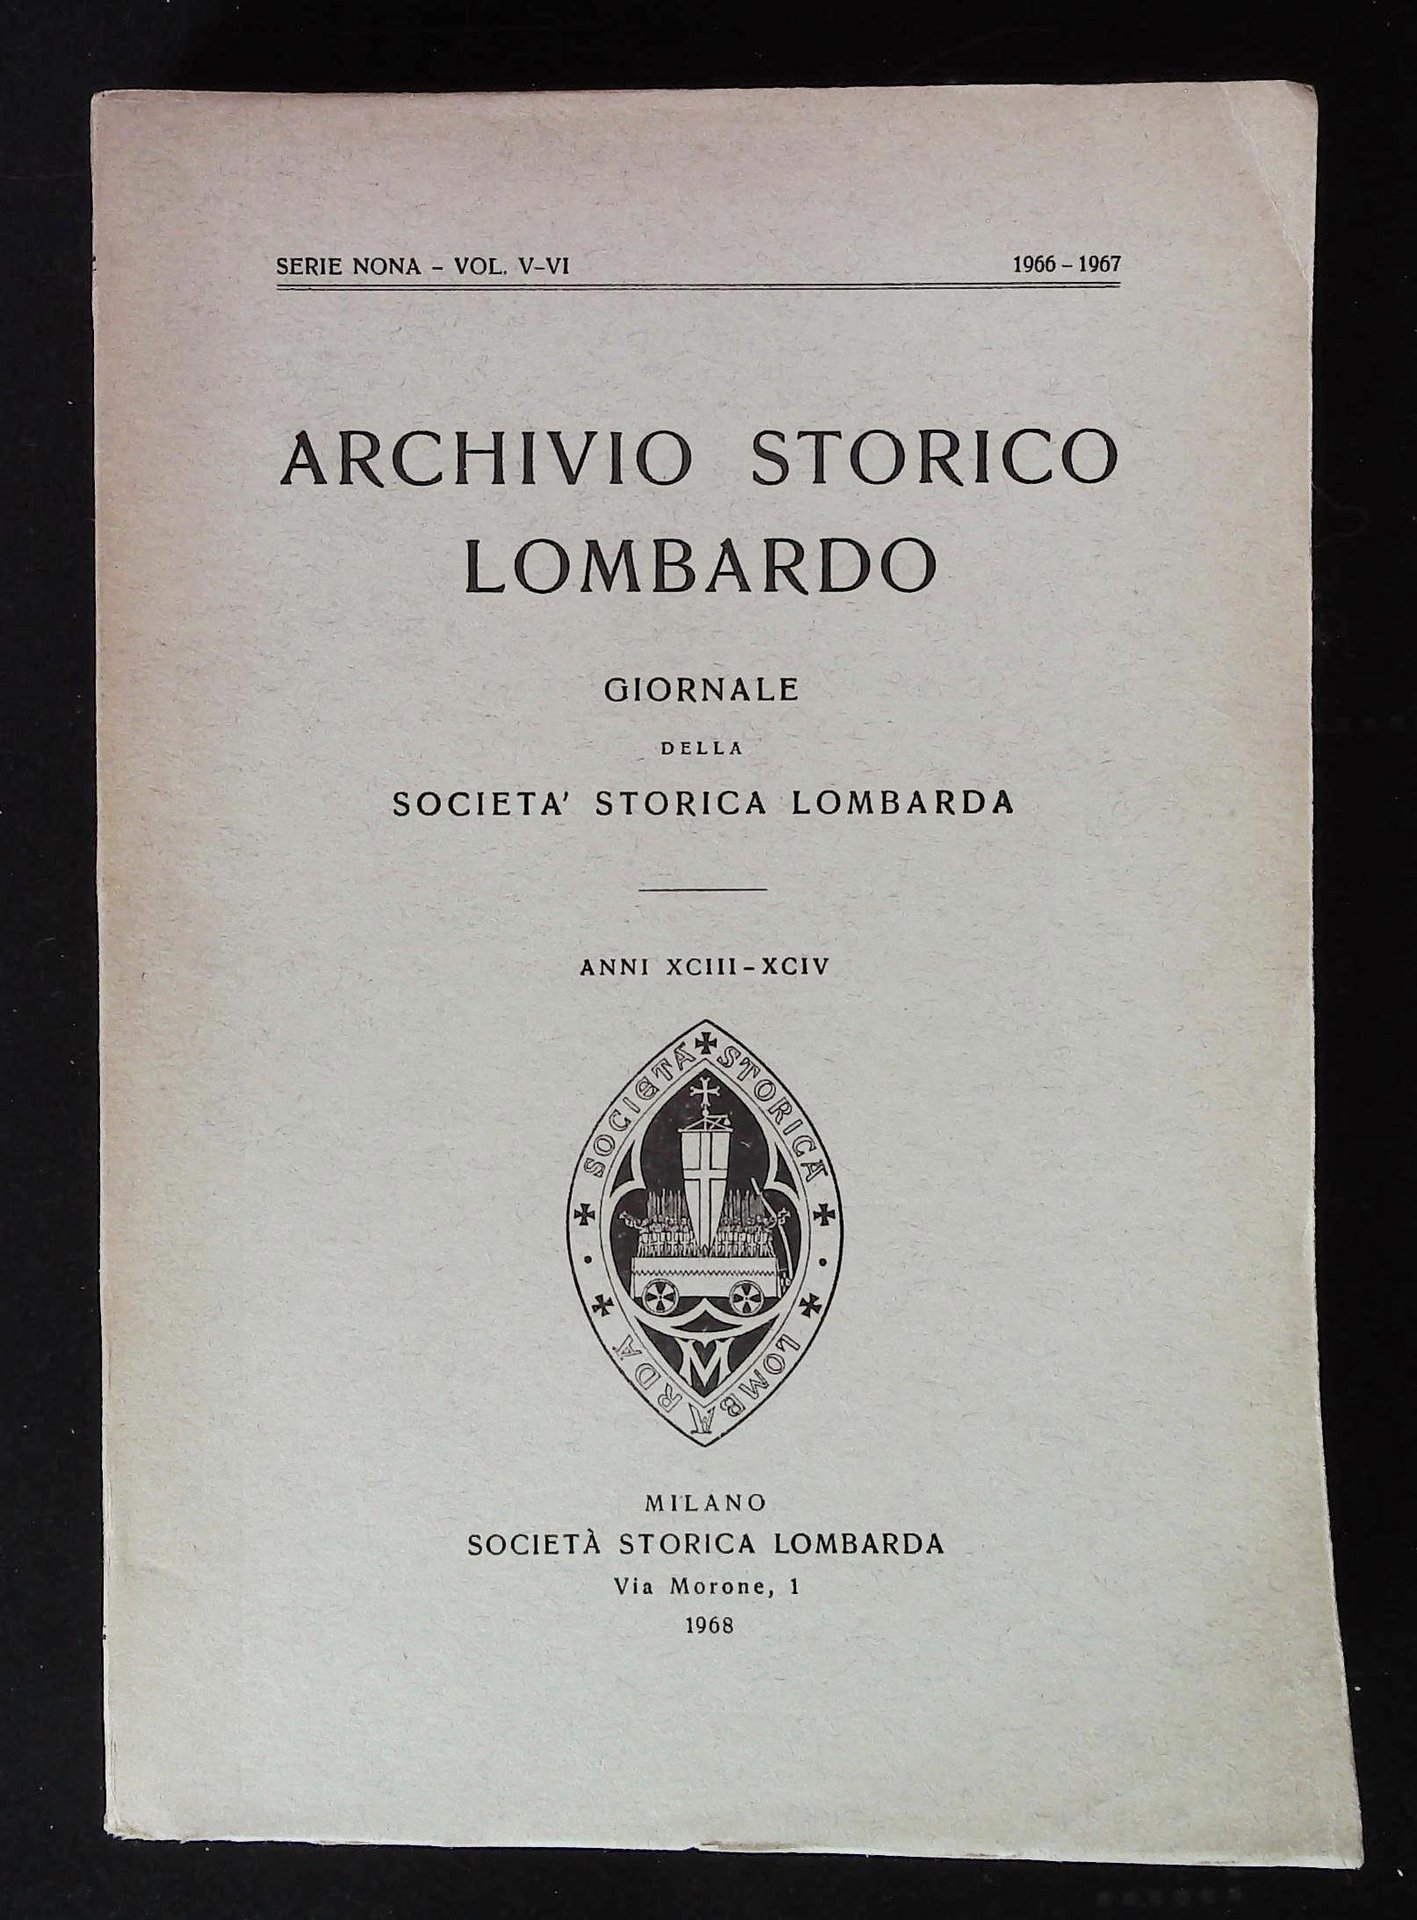 SERIE NONA – VOL. V–VI 1966 – 1967
ARCHIVIO STORICO
LOMBARDO
GIORNALE
DELLA
SOCIETA' STORICA LOMBARDA
ANNI XCIII–XCIV
SOCIETÀ STORICA LOMBARDA
M
MILANO
SOCIETÀ STORICA LOMBARDA
Via Morone, 1
1968